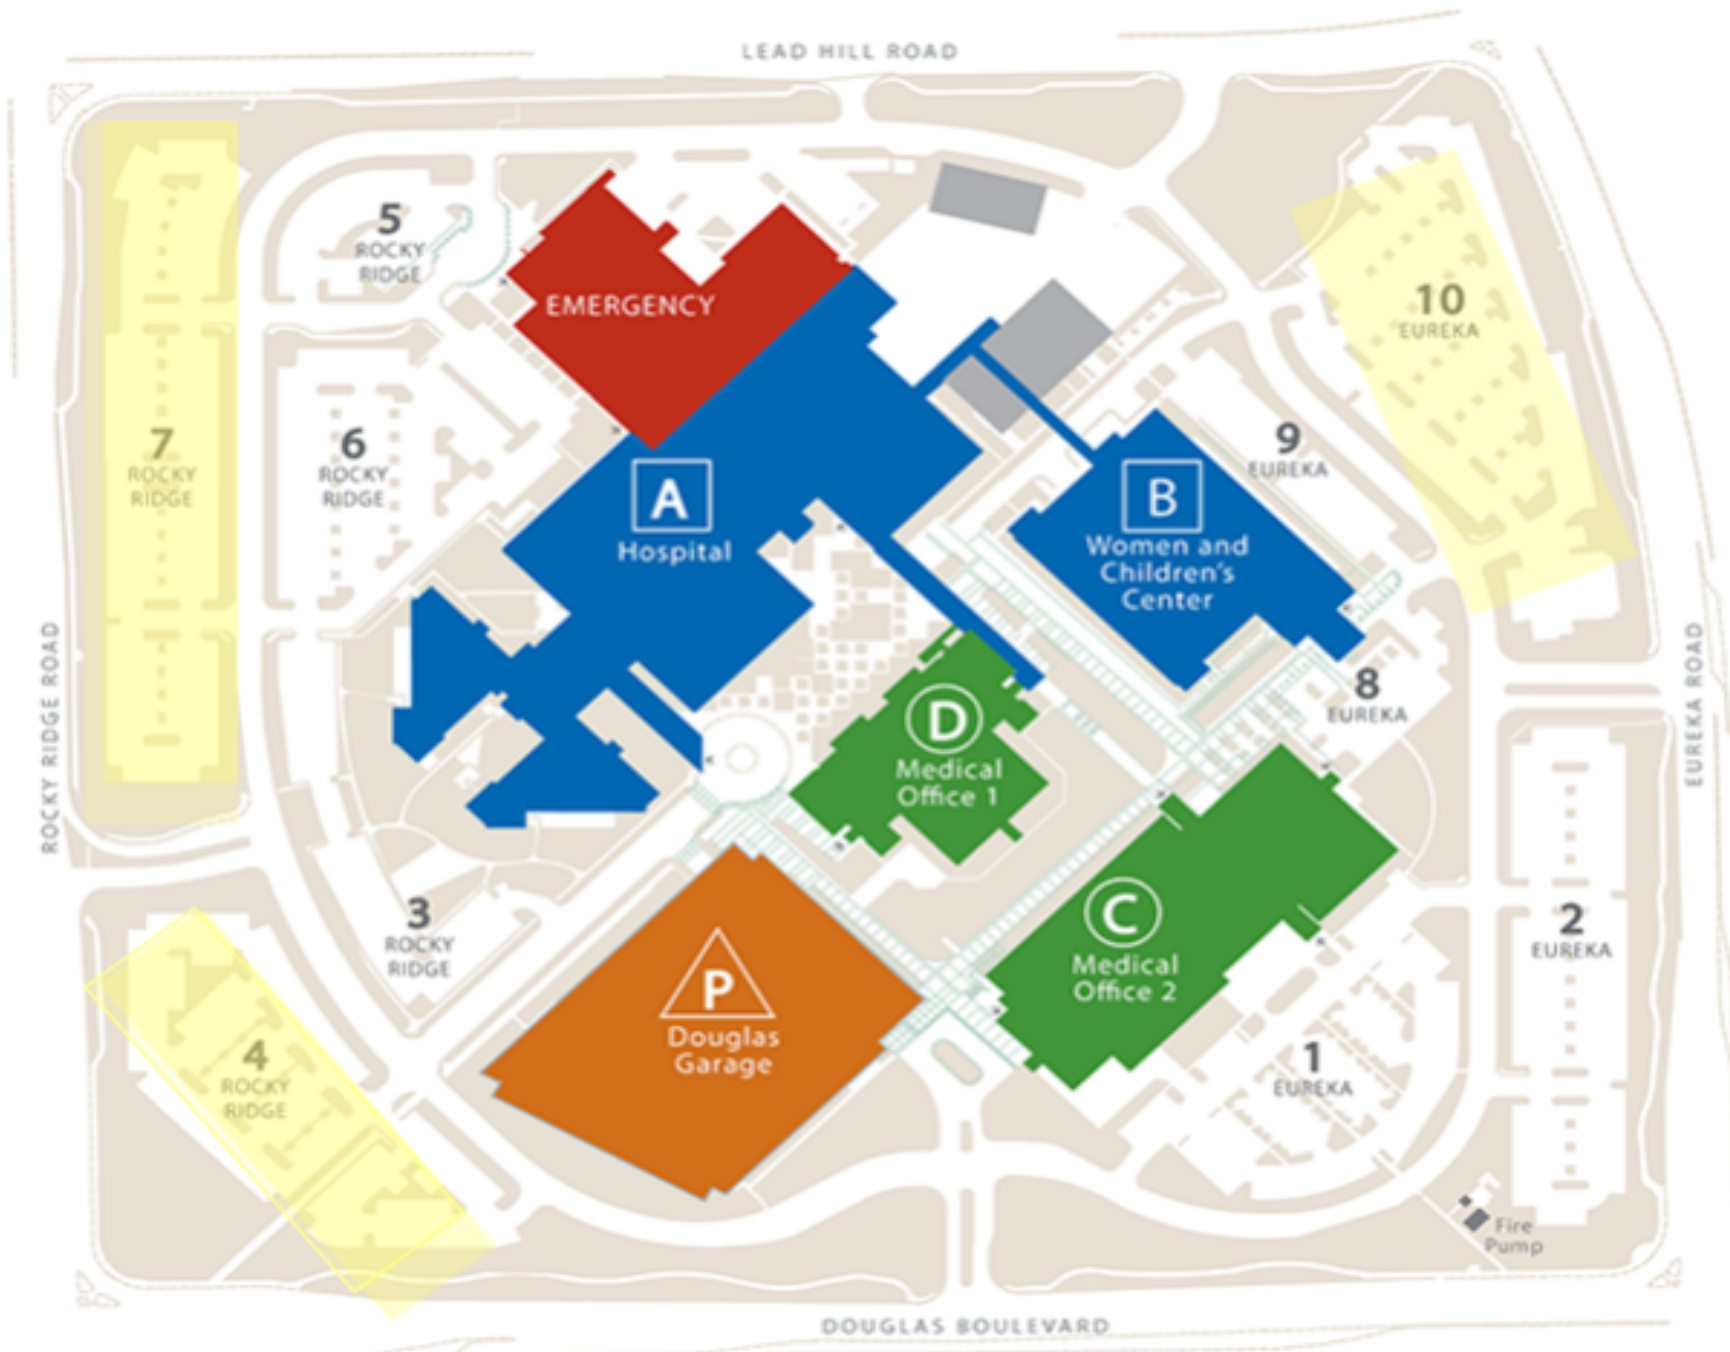 LEAD HILL ROAD
5
ROCKY
RIDGE
EMERGENCY
10
EUREKA
7
ROCKY
RIDGE
6
ROCKY
RIDGE
A
Hospital
B
Women and
Children's
Center
9
EUREKA
8
EUREKA
D
Medical
Office 1
ROCKY RIDGE ROAD
EUREKA ROAD
3
ROCKY
RIDGE
C
Medical
Office 2
2
EUREKA
P
Douglas
Garage
4
ROCKY
RIDGE
1
EUREKA
Fire
Pump
DOUGLAS BOULEVARD